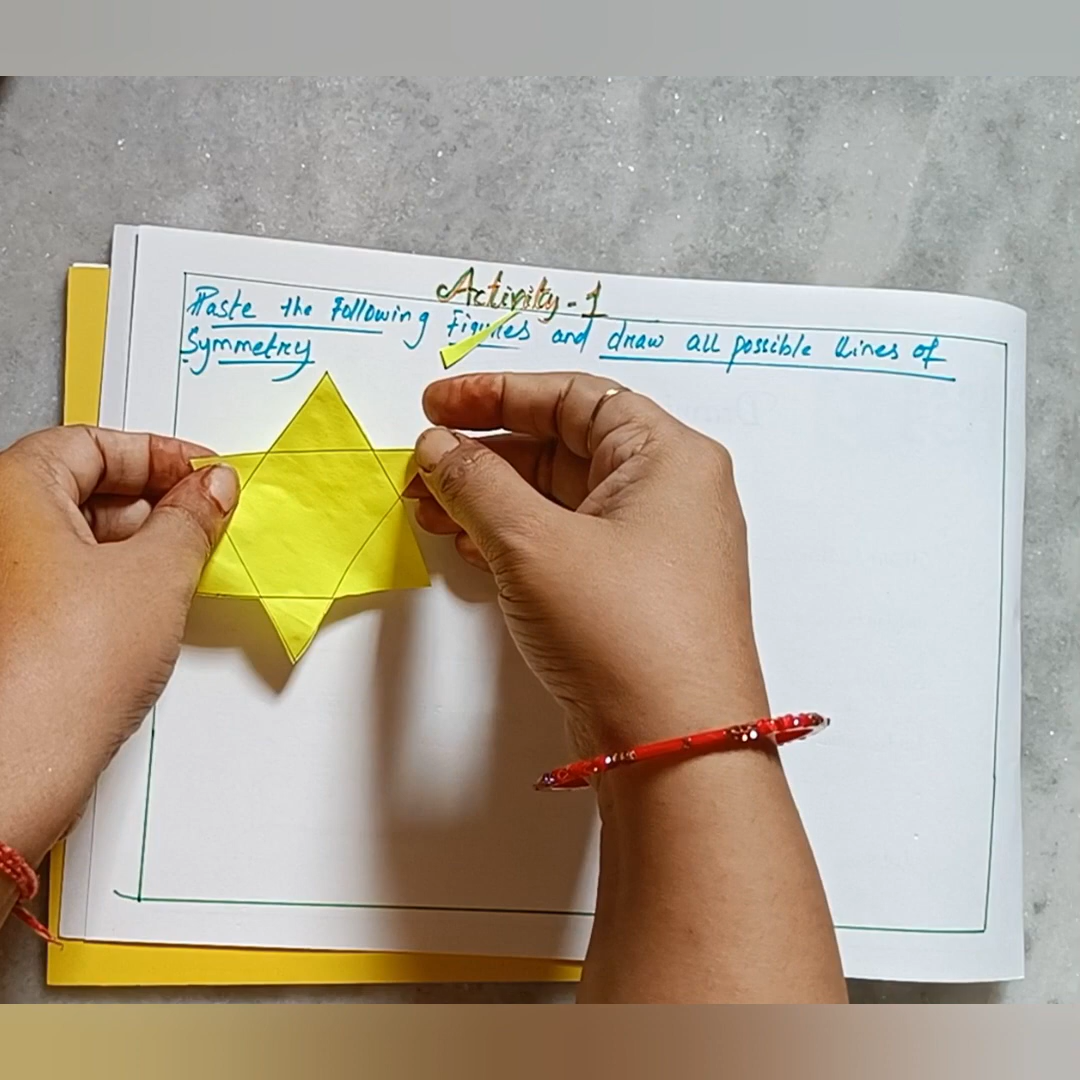 Activity-1
Paste the following Figures and draw all possible lines of
Symmetry